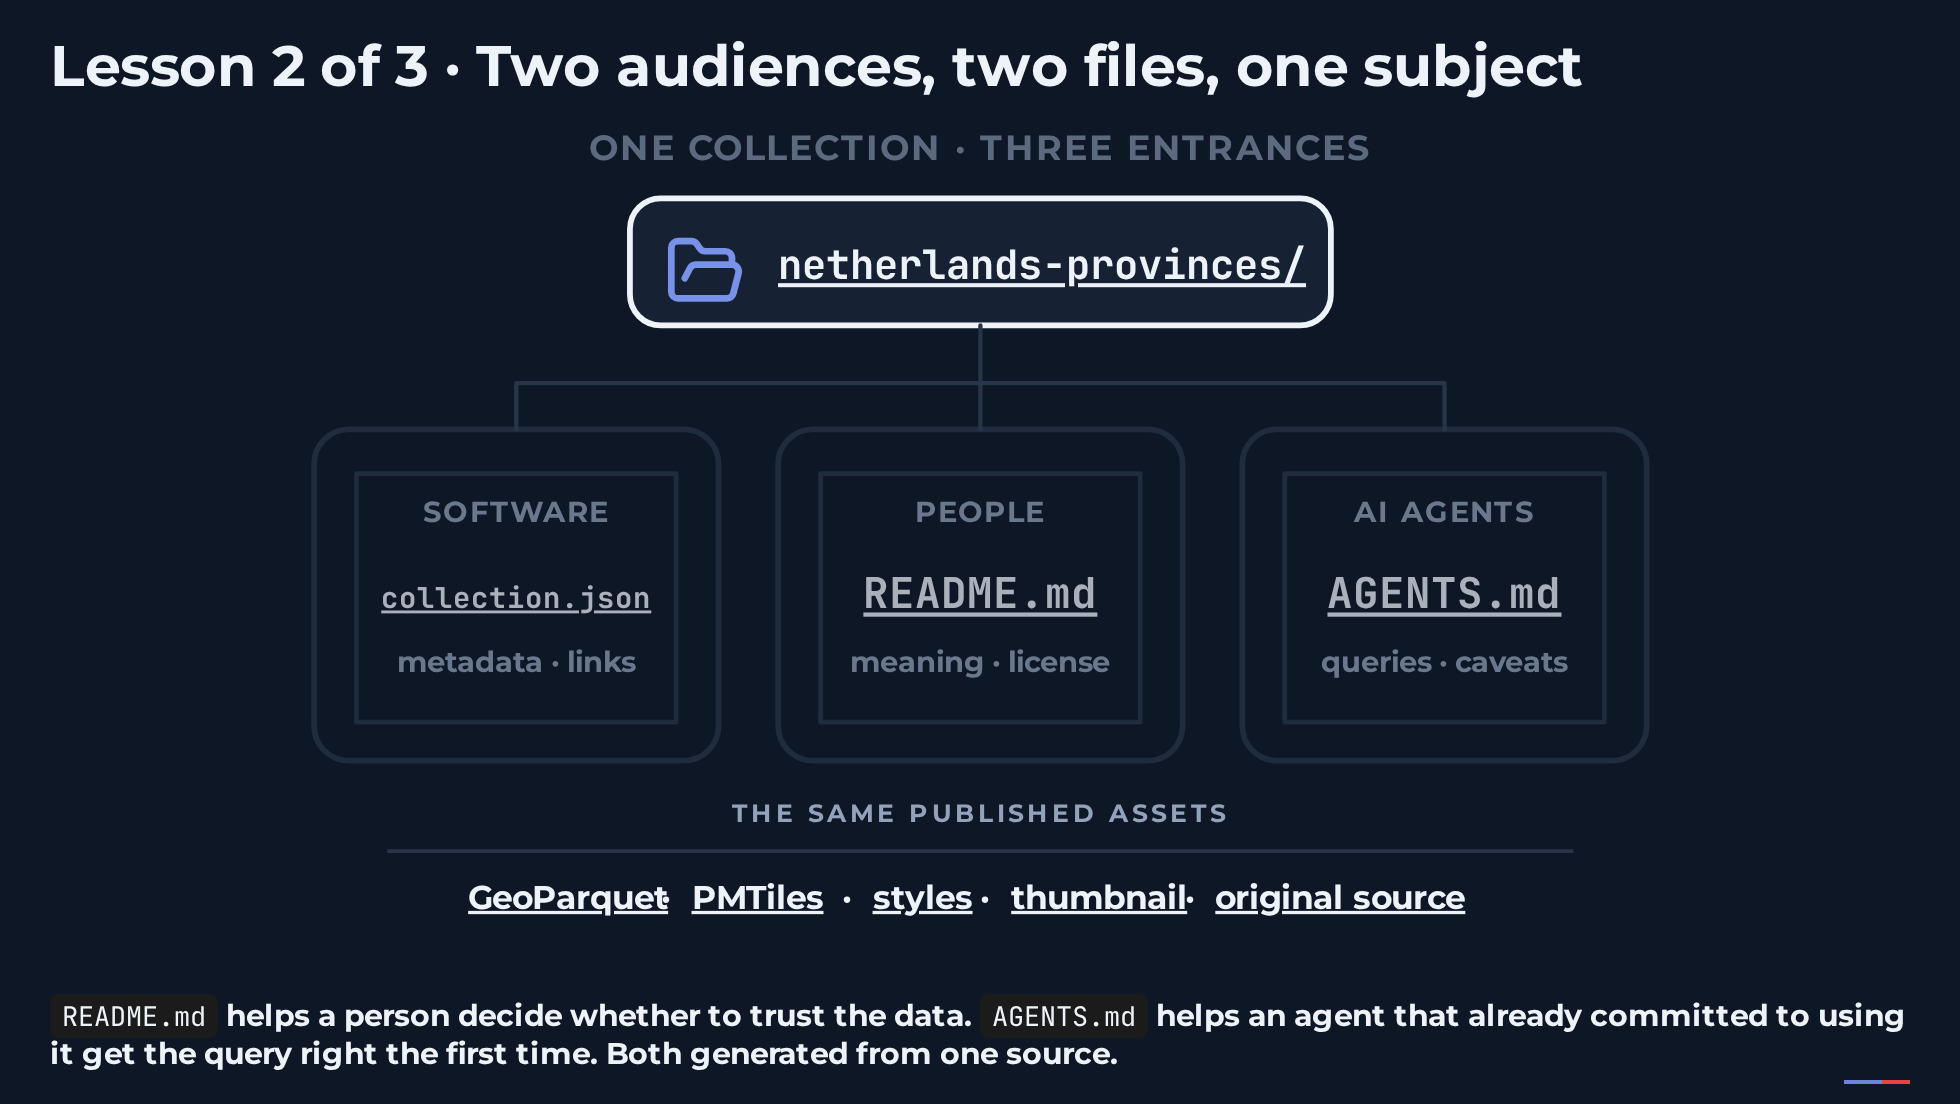 Lesson 2 of 3 · Two audiences, two files, one subject
ONE COLLECTION · THREE ENTRANCES
netherlands-provinces/
SOFTWARE
collection.json
metadata · links
PEOPLE
README.md
meaning · license
AI AGENTS
AGENTS.md
queries · caveats
THE SAME PUBLISHED ASSETS
GeoParquet · PMTiles · styles · thumbnail · original source
README.md helps a person decide whether to trust the data. AGENTS.md helps an agent that already committed to using
it get the query right the first time. Both generated from one source.